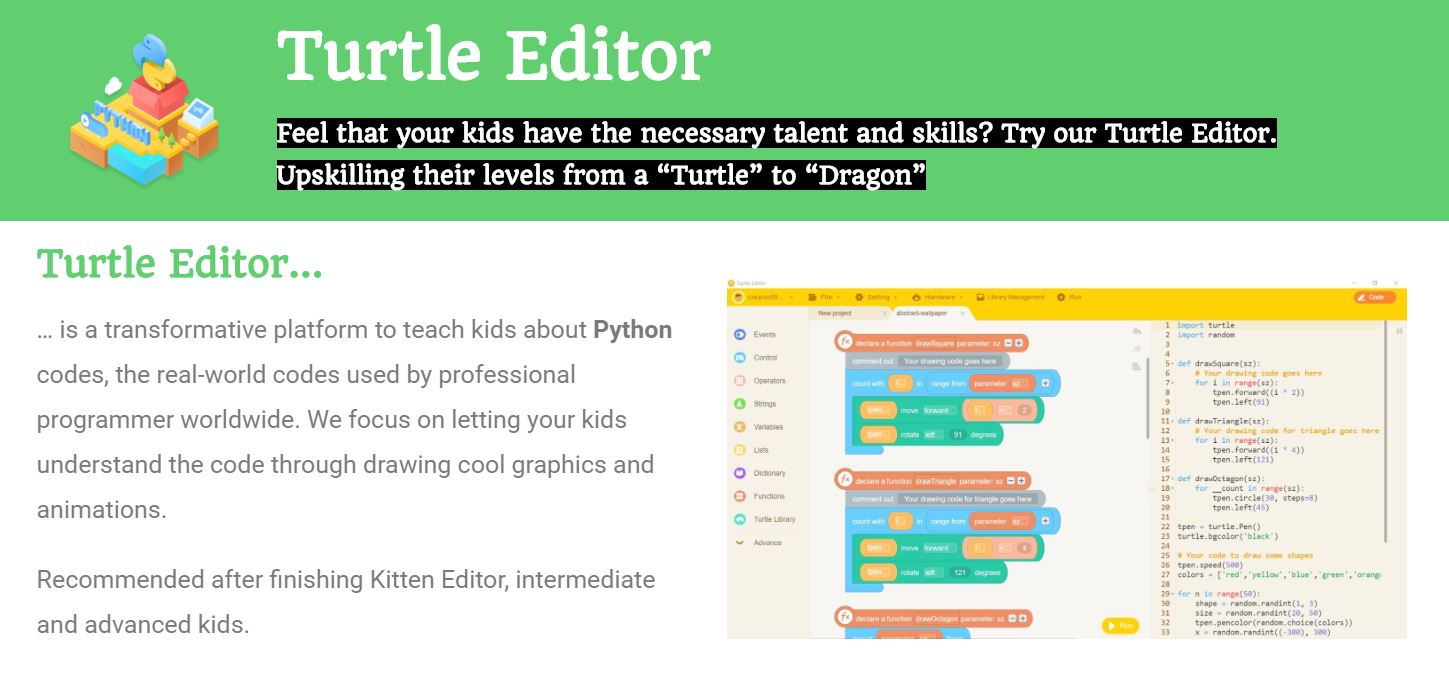 Turtle Editor
Feel that your kids have the necessary talent and skills? Try our Turtle Editor.
Upskilling their levels from a “Turtle” to “Dragon”
PYTHON
Turtle Editor...
... is a transformative platform to teach kids about Python
codes, the real-world codes used by professional
programmer worldwide. We focus on letting your kids
understand the code through drawing cool graphics and
animations.
Recommended after finishing Kitten Editor, intermediate
and advanced kids.
Turtle Editor
File Setting Hardware Library Management Run Code
New project abstract-wallpaper
Events
Control
Operators
Strings
Variables
Lists
Dictionary
Functions
Turtle Library
Advance
declare a function drawSquare parameter: sz
comment out Your drawing code goes here
count with i in range from parameter sz
tpen move forward i × 2
tpen rotate left 91 degrees
declare a function drawTriangle parameter: sz
comment out Your drawing code for triangle goes here
count with i in range from parameter sz
tpen move forward i × 4
tpen rotate left 121 degrees
declare a function drawOctagon parameter: sz
Run
1 import turtle
2 import random
3
4
5 def drawSquare(sz):
6 # Your drawing code goes here
7 for i in range(sz):
8 tpen.forward((i * 2))
9 tpen.left(91)
10
11 def drawTriangle(sz):
12 # Your drawing code for triangle goes here
13 for i in range(sz):
14 tpen.forward((i * 4))
15 tpen.left(121)
16
17 def drawOctagon(sz):
18 for __count in range(sz):
19 tpen.circle(30, steps=8)
20 tpen.left(45)
21
22 tpen = turtle.Pen()
23 turtle.bgcolor('black')
24
25 # Your code to draw some shapes
26 tpen.speed(500)
27 colors = ['red','yellow','blue','green','orang
28
29 for n in range(50):
30 shape = random.randint(1, 3)
31 size = random.randint(20, 50)
32 tpen.pencolor(random.choice(colors))
33 x = random.randint((-300), 300)